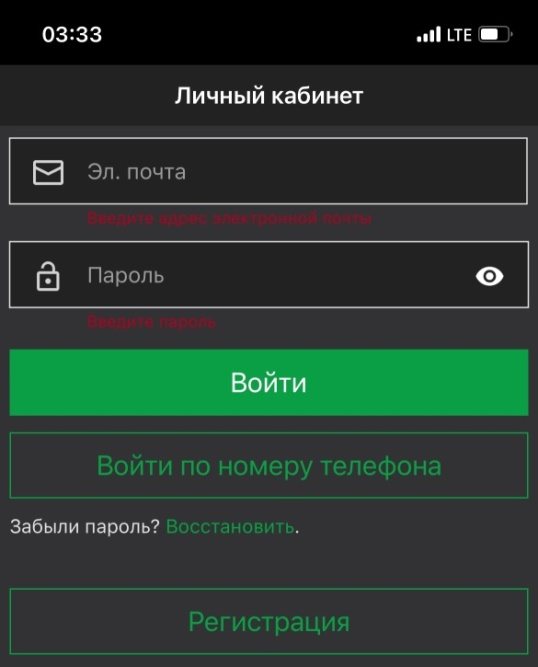 03:33 LTE
Личный кабинет
Эл. почта
Введите адрес электронной почты
Пароль
Введите пароль
Войти
Войти по номеру телефона
Забыли пароль? Восстановить.
Регистрация